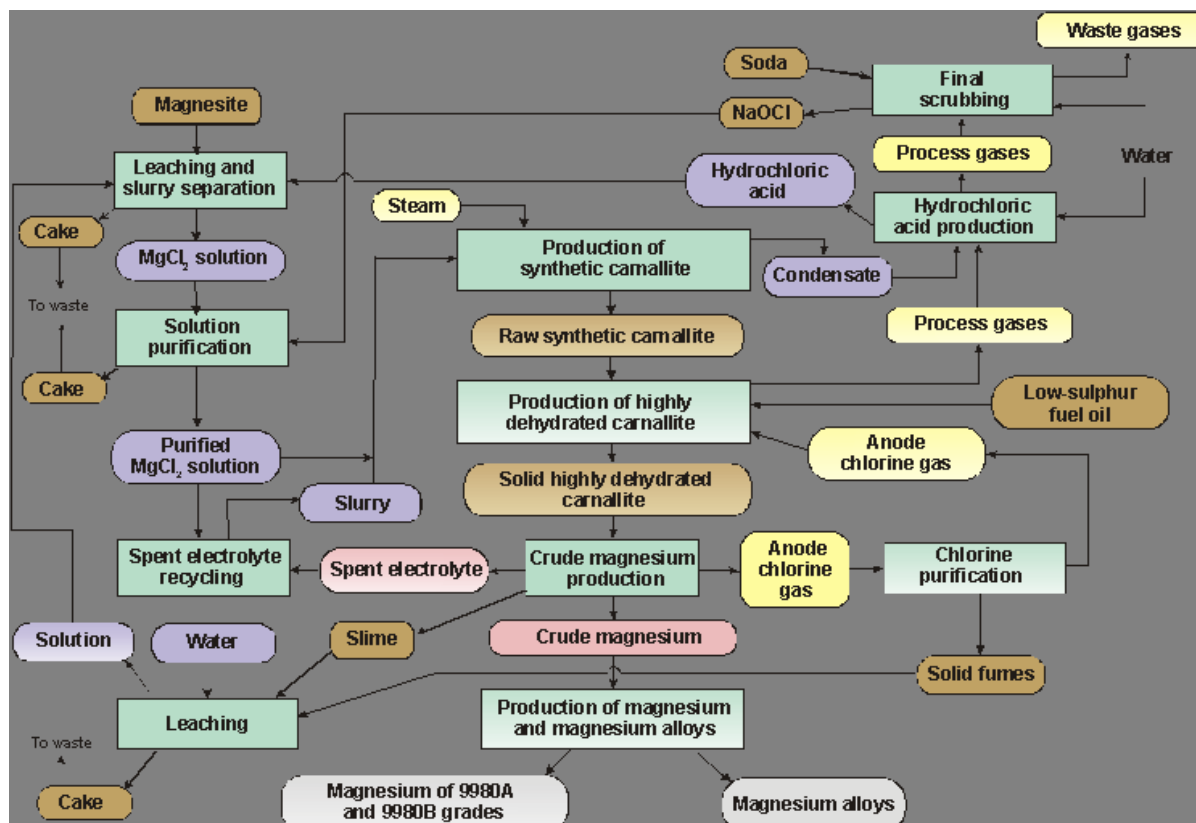 Waste gases
Soda
Final
scrubbing
Magnesite
NaOCl
Process gases
Water
Leaching and
slurry separation
Hydrochloric
acid
Hydrochloric
acid production
Steam
Cake
Production of
synthetic carnallite
MgCl2 solution
Condensate
To waste
Solution
purification
Raw synthetic carnallite
Process gases
Cake
Production of highly
dehydrated carnallite
Low-sulphur
fuel oil
Purified
MgCl2 solution
Anode
chlorine gas
Solid highly dehydrated
carnallite
Slurry
Spent electrolyte
recycling
Spent electrolyte
Crude magnesium
production
Anode
chlorine
gas
Chlorine
purification
Solution
Water
Slime
Crude magnesium
Solid fumes
Leaching
Production of magnesium
and magnesium alloys
To waste
Cake
Magnesium of 9980A
and 9980B grades
Magnesium alloys